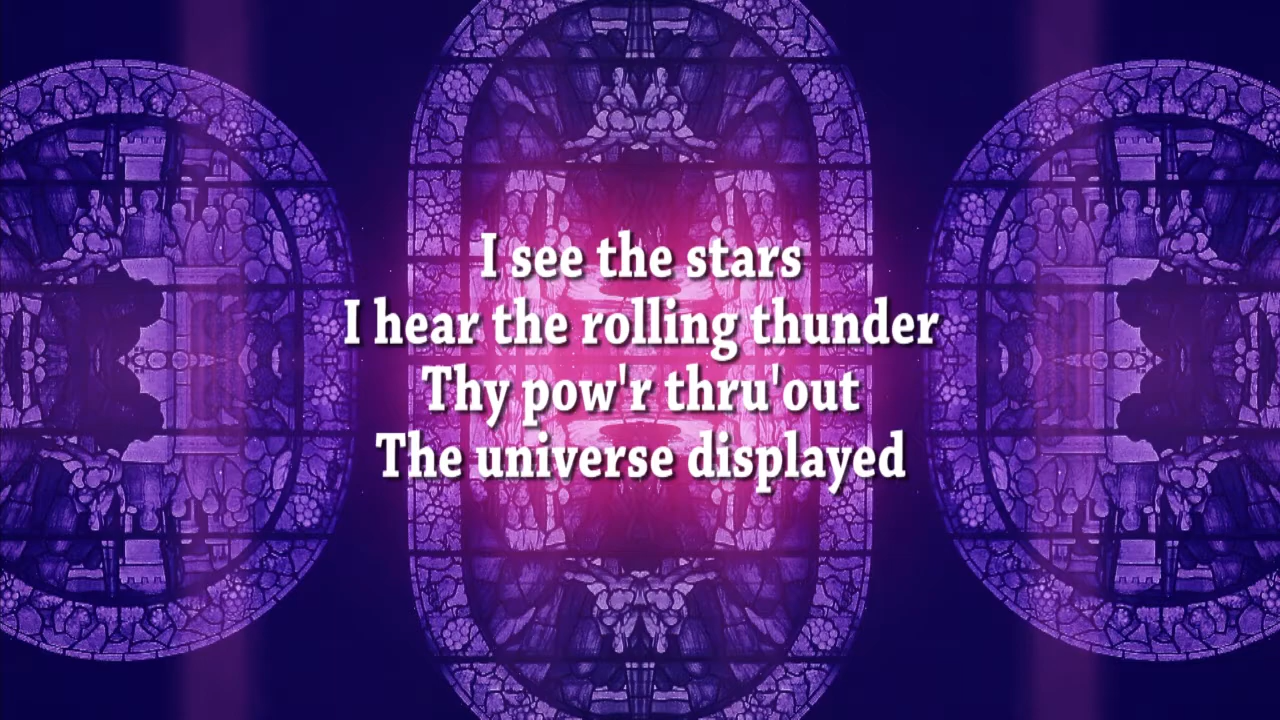 I see the stars
I hear the rolling thunder
Thy pow'r thru'out
The universe displayed